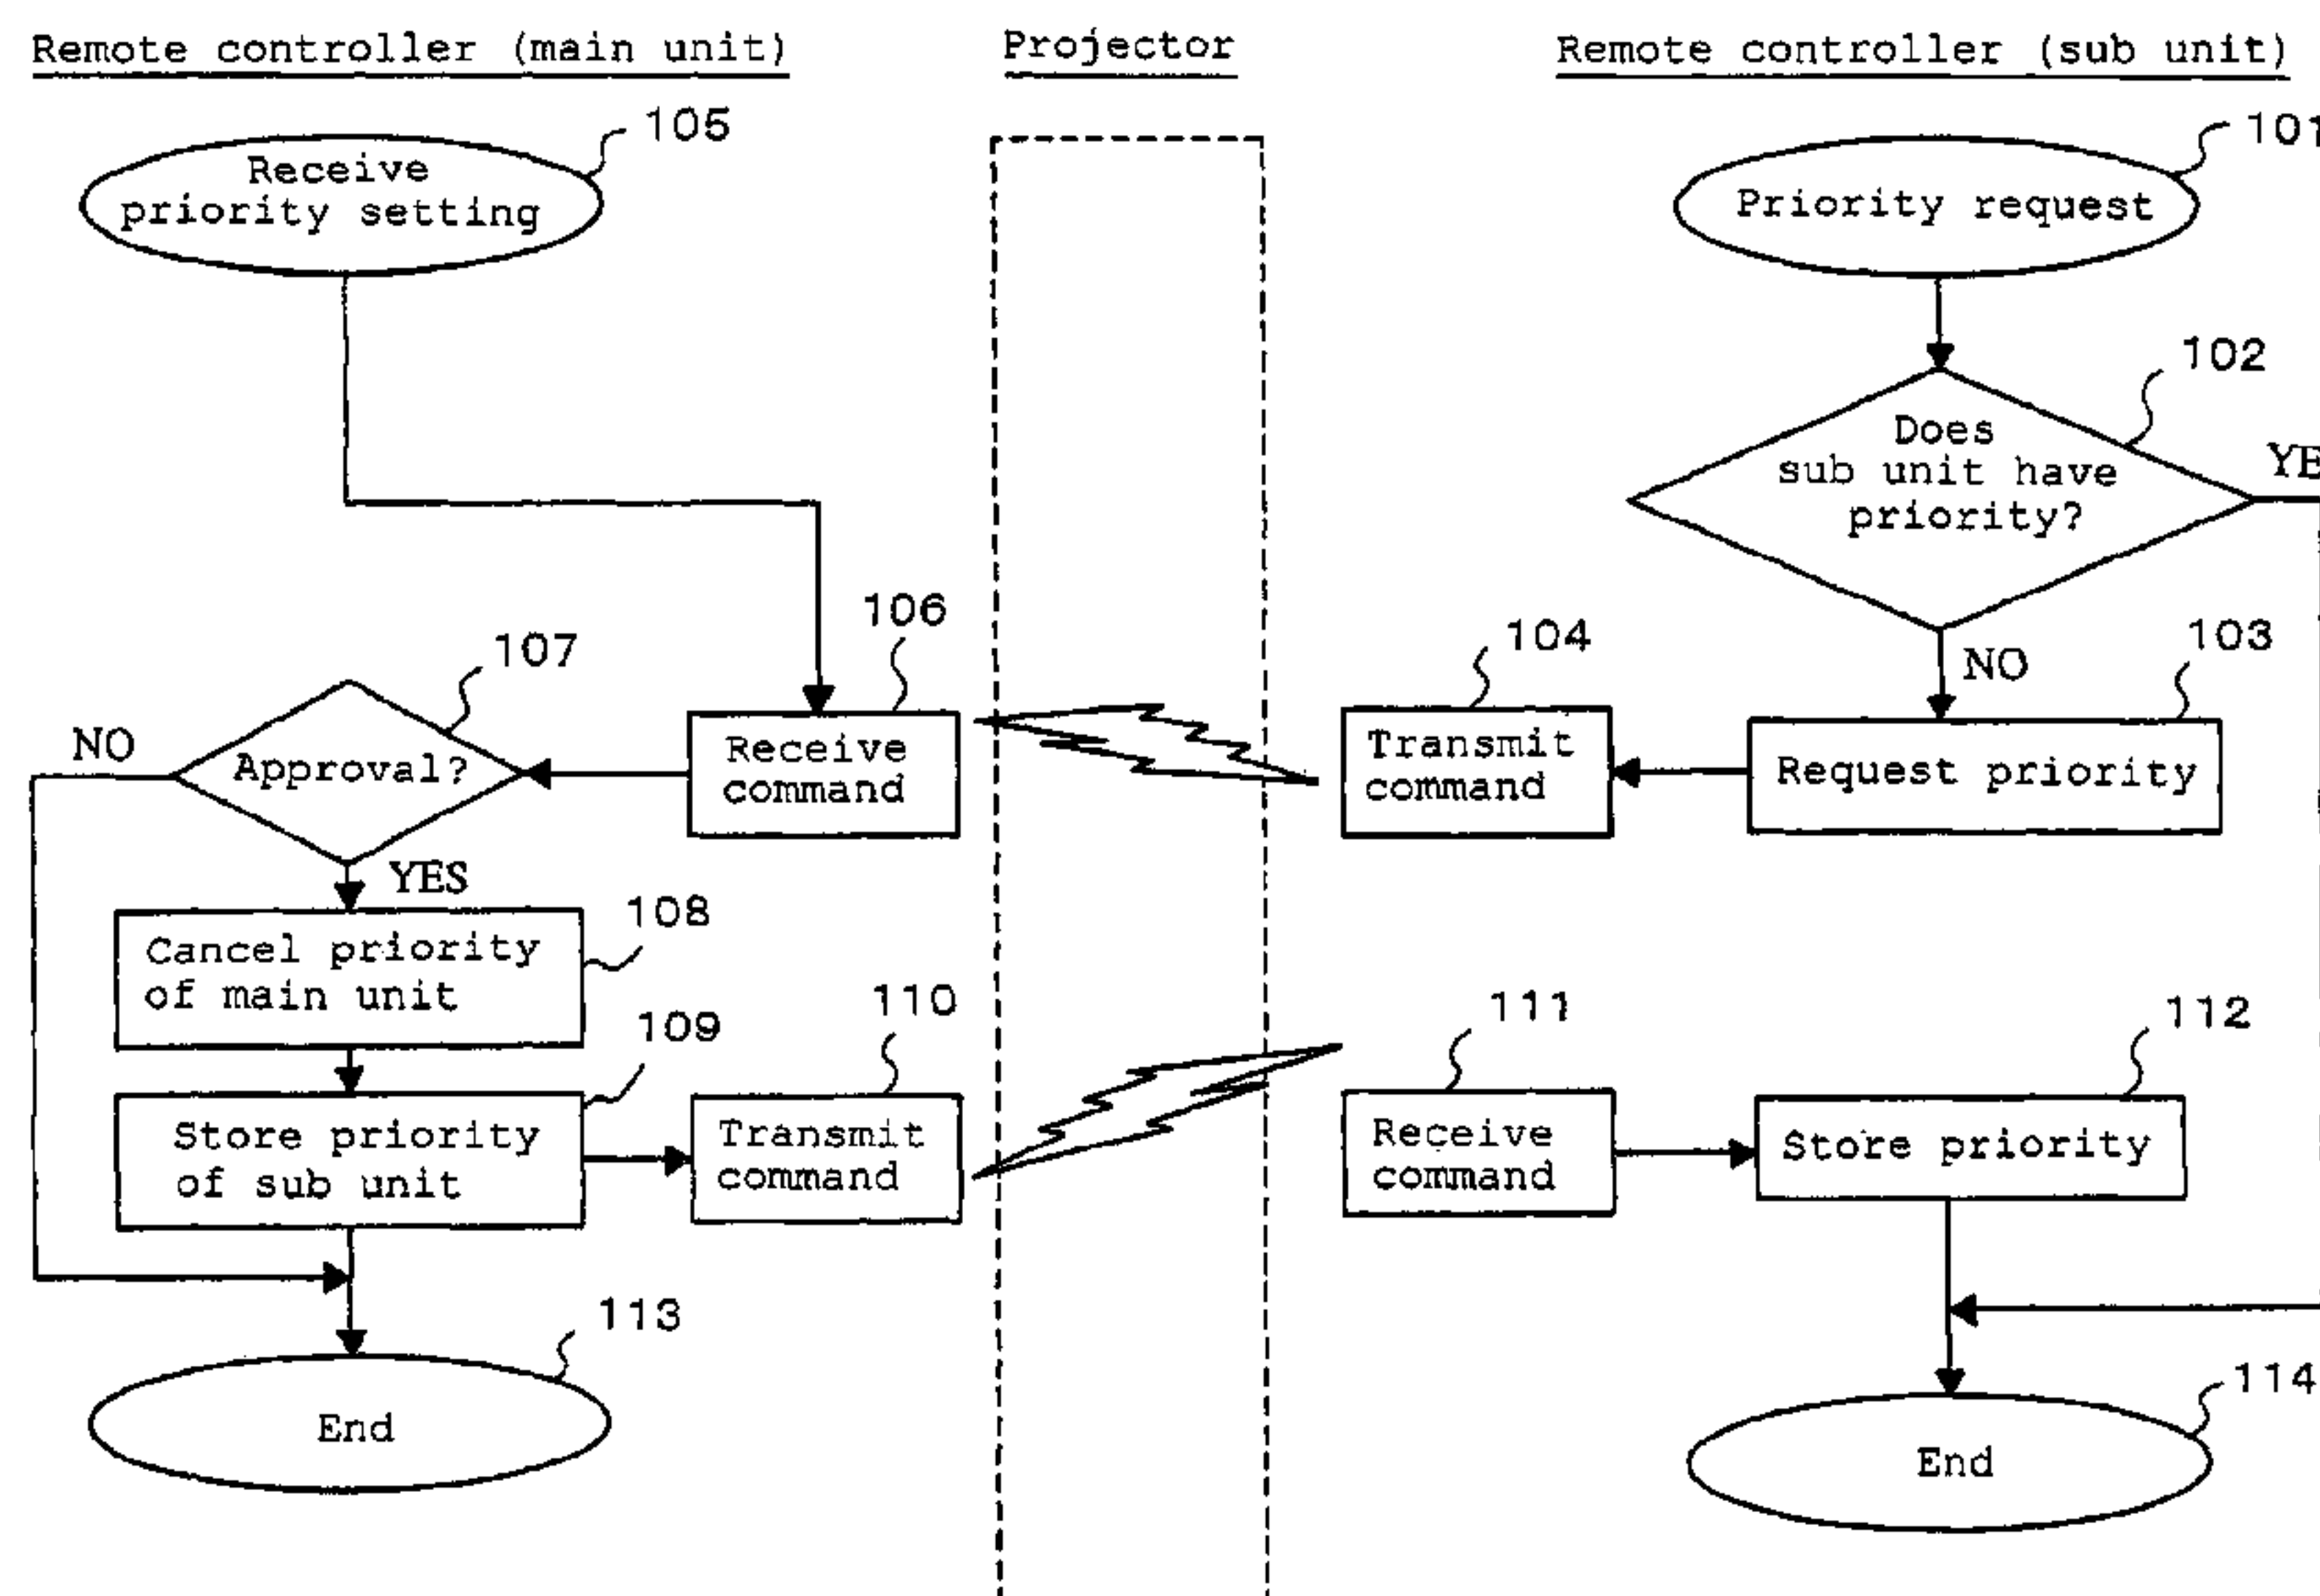 Remote controller (main unit)
Projector
Remote controller (sub unit)
105
Receive
priority setting
101
Priority request
102
Does
sub unit have
priority?
YE
NO
103
Request priority
104
Transmit
command
106
Receive
command
107
Approval?
NO
YES
108
Cancel priority
of main unit
109
Store priority
of sub unit
110
Transmit
command
111
Receive
command
112
Store priority
113
End
114
End